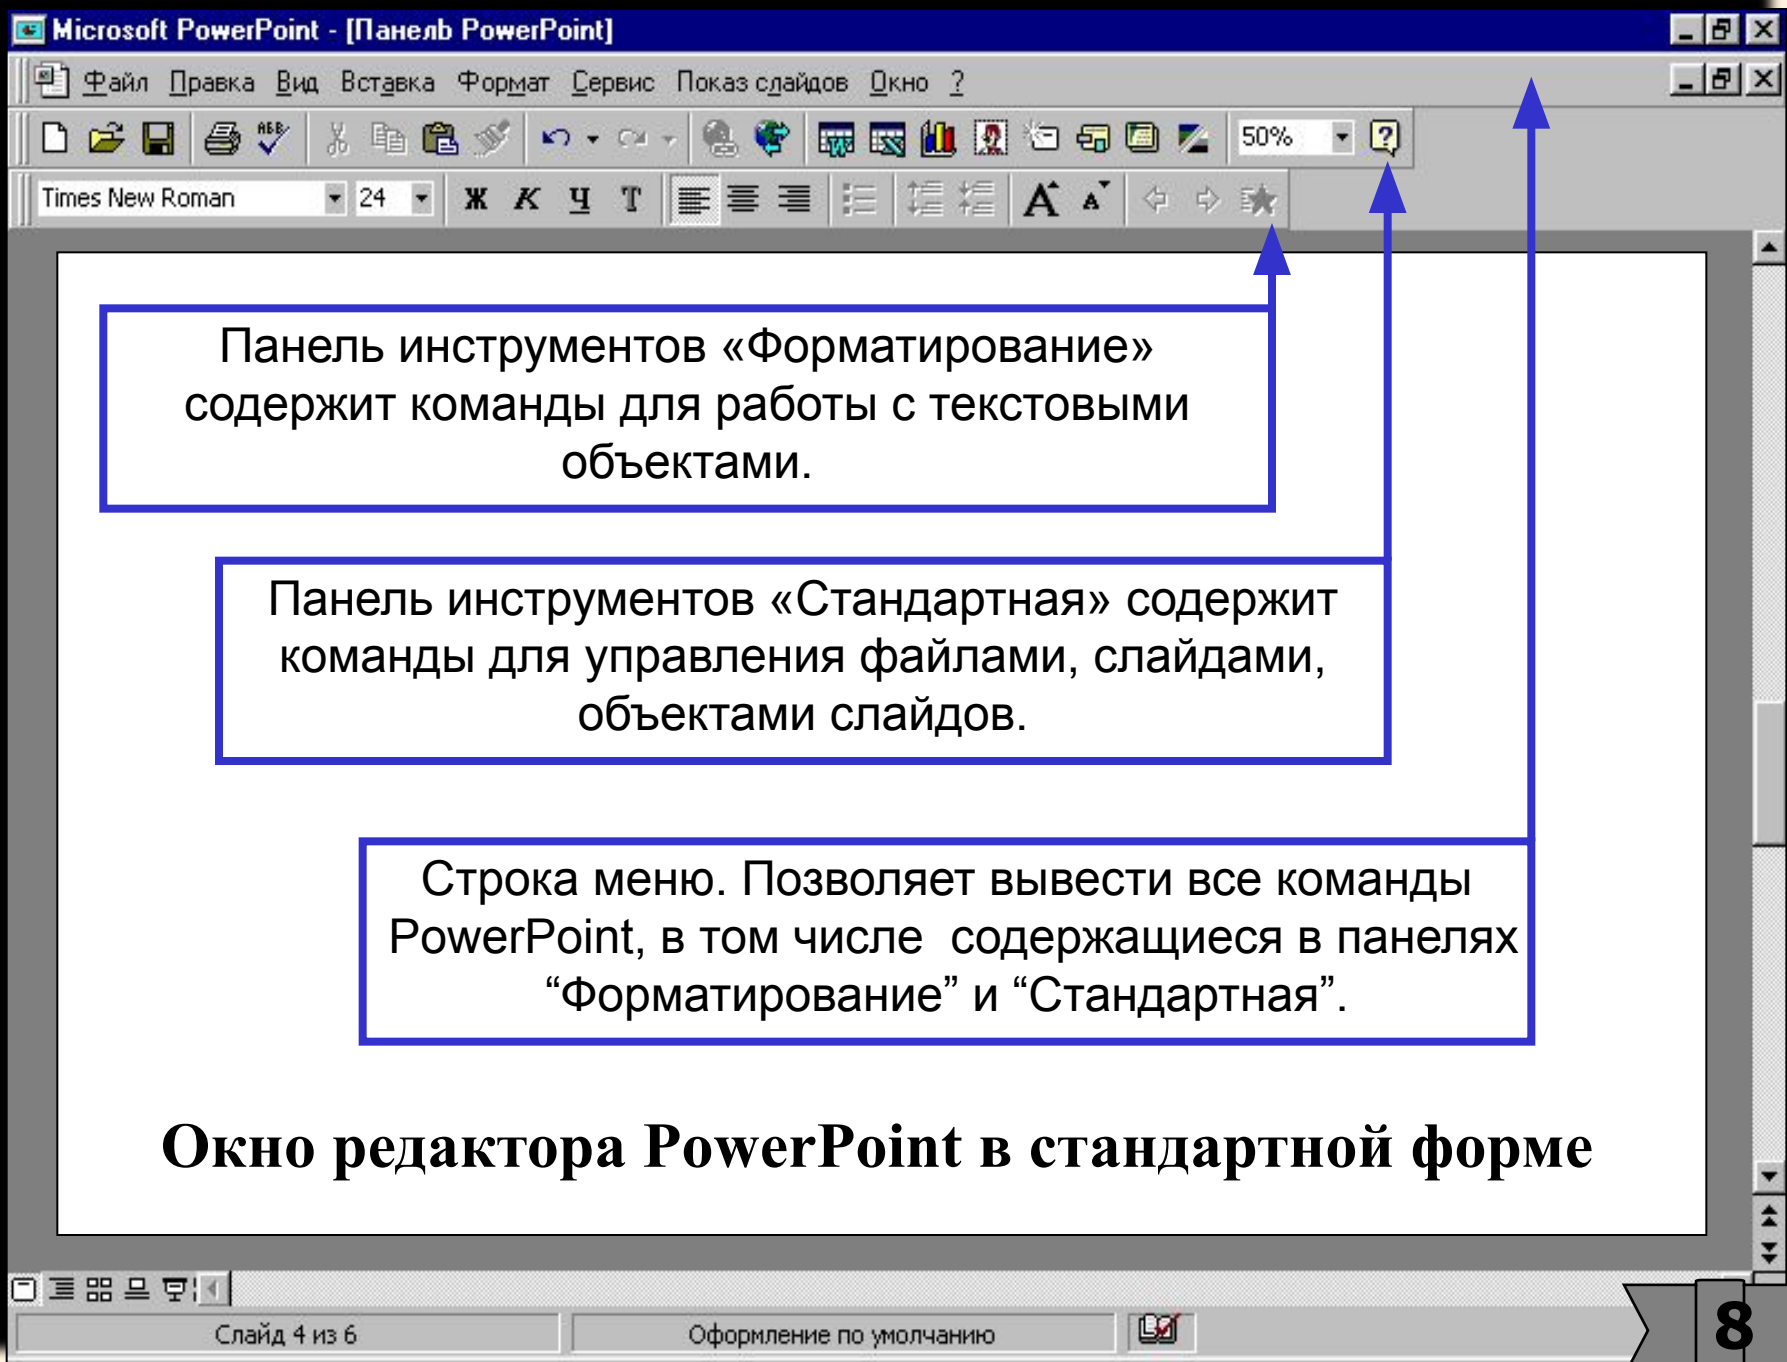 Microsoft PowerPoint - [Панель PowerPoint]
Файл Правка Вид Вставка Формат Сервис Показ слайдов Окно ?
АБВ 50%
Times New Roman 24 Ж К Ч Т А А
Панель инструментов «Форматирование»
содержит команды для работы с текстовыми
объектами.
Панель инструментов «Стандартная» содержит
команды для управления файлами, слайдами,
объектами слайдов.
Строка меню. Позволяет вывести все команды
PowerPoint, в том числе содержащиеся в панелях
“Форматирование” и “Стандартная”.
Окно редактора PowerPoint в стандартной форме
Слайд 4 из 6 Оформление по умолчанию
8